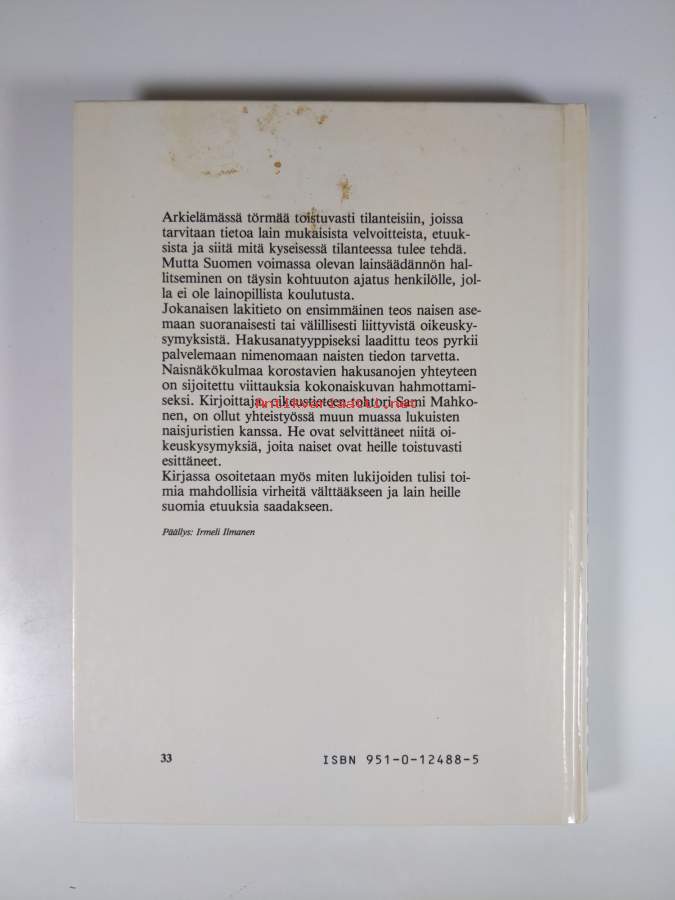 Arkielämässä törmää toistuvasti tilanteisiin, joissa
tarvitaan tietoa lain mukaisista velvoitteista, etuuk-
sista ja siitä mitä kyseisessä tilanteessa tulee tehdä.
Mutta Suomen voimassa olevan lainsäädännön hal-
litseminen on täysin kohtuuton ajatus henkilölle, jol-
la ei ole lainopillista koulutusta.
Jokanaisen lakitieto on ensimmäinen teos naisen ase-
maan suoranaisesti tai välillisesti liittyvistä oikeusky-
symyksistä. Hakusanatyyppiseksi laadittu teos pyrkii
palvelemaan nimenomaan naisten tiedon tarvetta.
Naisnäkökulmaa korostavien hakusanojen yhteyteen
on sijoitettu viittauksia kokonaiskuvan hahmottami-
seksi. Kirjoittaja, oikeustieteen tohtori Sami Mahko-
Antikvariaatti.net
nen, on ollut yhteistyössä muun muassa lukuisten
naisjuristien kanssa. He ovat selvittäneet niitä oi-
keuskysymyksiä, joita naiset ovat heille toistuvasti
esittäneet.
Kirjassa osoitetaan myös miten lukijoiden tulisi toi-
mia mahdollisia virheitä välttääkseen ja lain heille
suomia etuuksia saadakseen.
Päällys: Irmeli Ilmanen
33
ISBN 951-0-12488-5